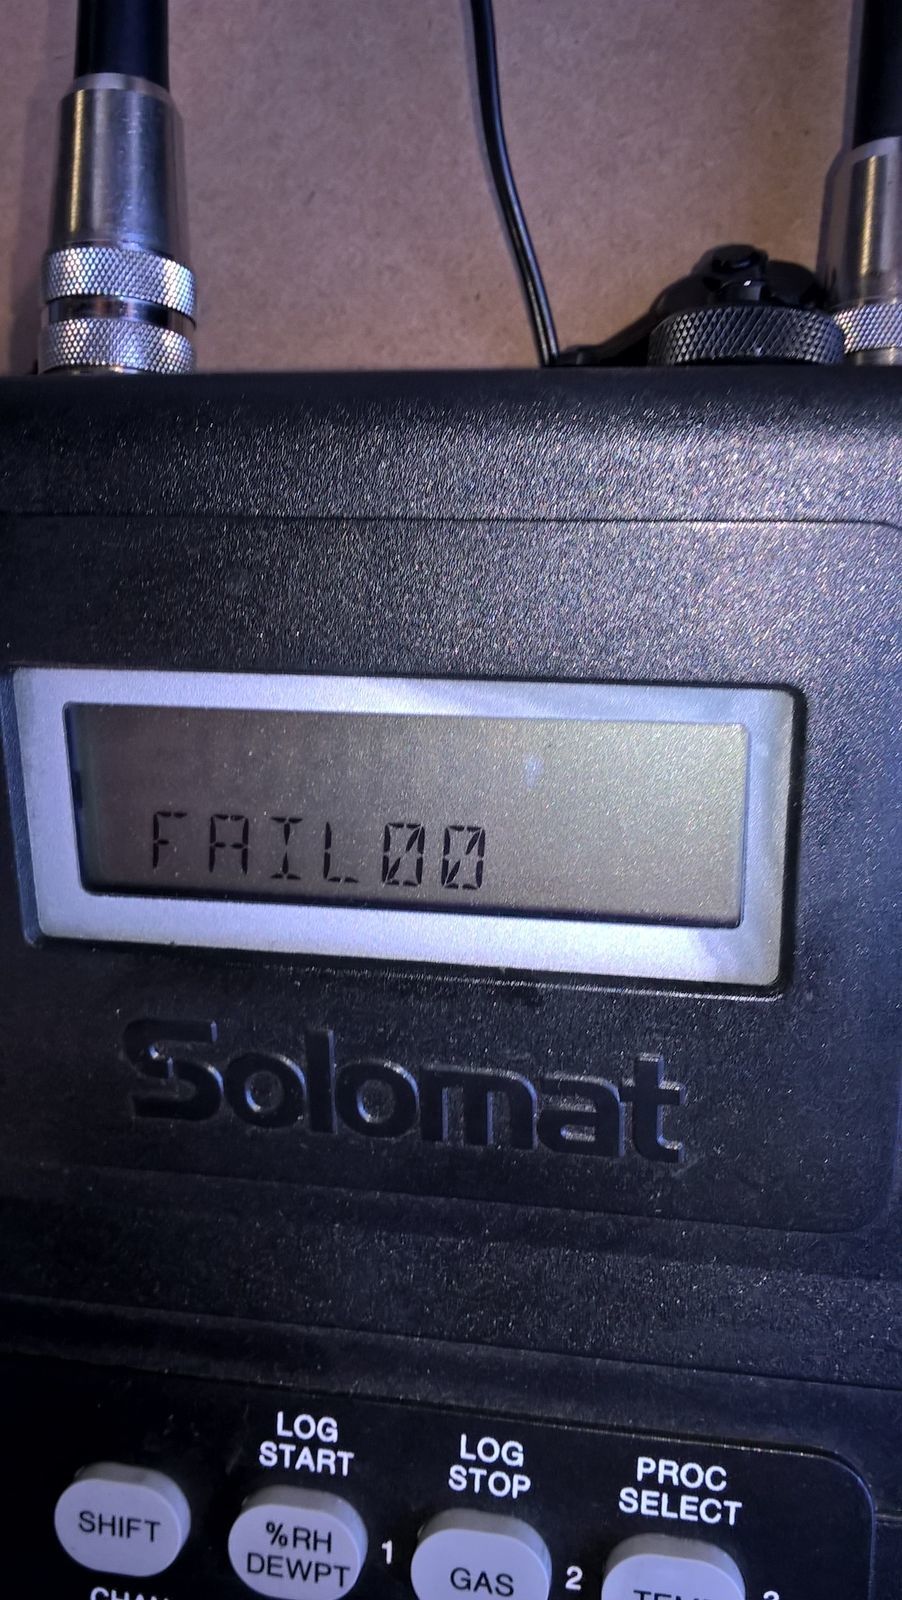 FAIL00
Solomat
LOG
START
LOG
STOP
PROC
SELECT
SHIFT
%RH
DEWPT
1
GAS
2